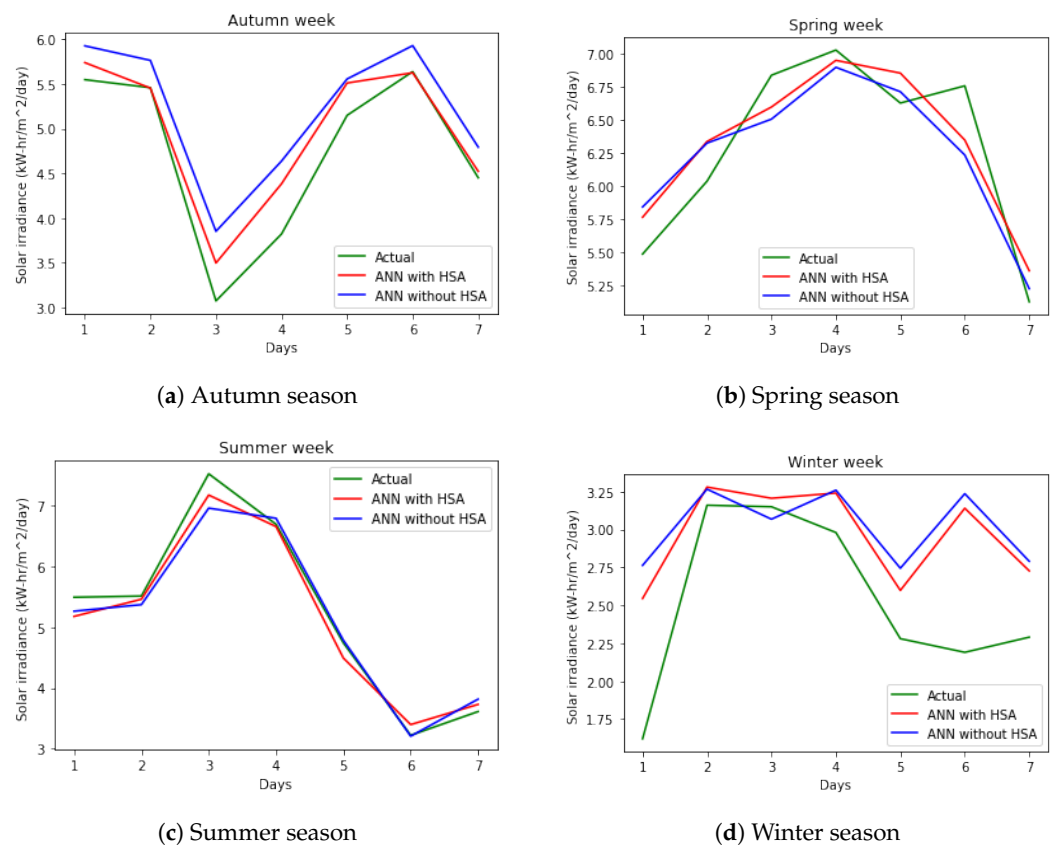 Autumn week
Solar irradiance (kW-hr/m^2/day)
6.0
5.5
5.0
4.5
4.0
3.5
3.0
Actual
ANN with HSA
ANN without HSA
1 2 3 4 5 6 7
Days
(a) Autumn season
Spring week
Solar irradiance (kW-hr/m^2/day)
7.00
6.75
6.50
6.25
6.00
5.75
5.50
5.25
Actual
ANN with HSA
ANN without HSA
1 2 3 4 5 6 7
Days
(b) Spring season
Summer week
Solar irradiance (kW-hr/m^2/day)
7
6
5
4
3
Actual
ANN with HSA
ANN without HSA
1 2 3 4 5 6 7
Days
(c) Summer season
Winter week
Solar irradiance (kW-hr/m^2/day)
3.25
3.00
2.75
2.50
2.25
2.00
1.75
Actual
ANN with HSA
ANN without HSA
1 2 3 4 5 6 7
Days
(d) Winter season